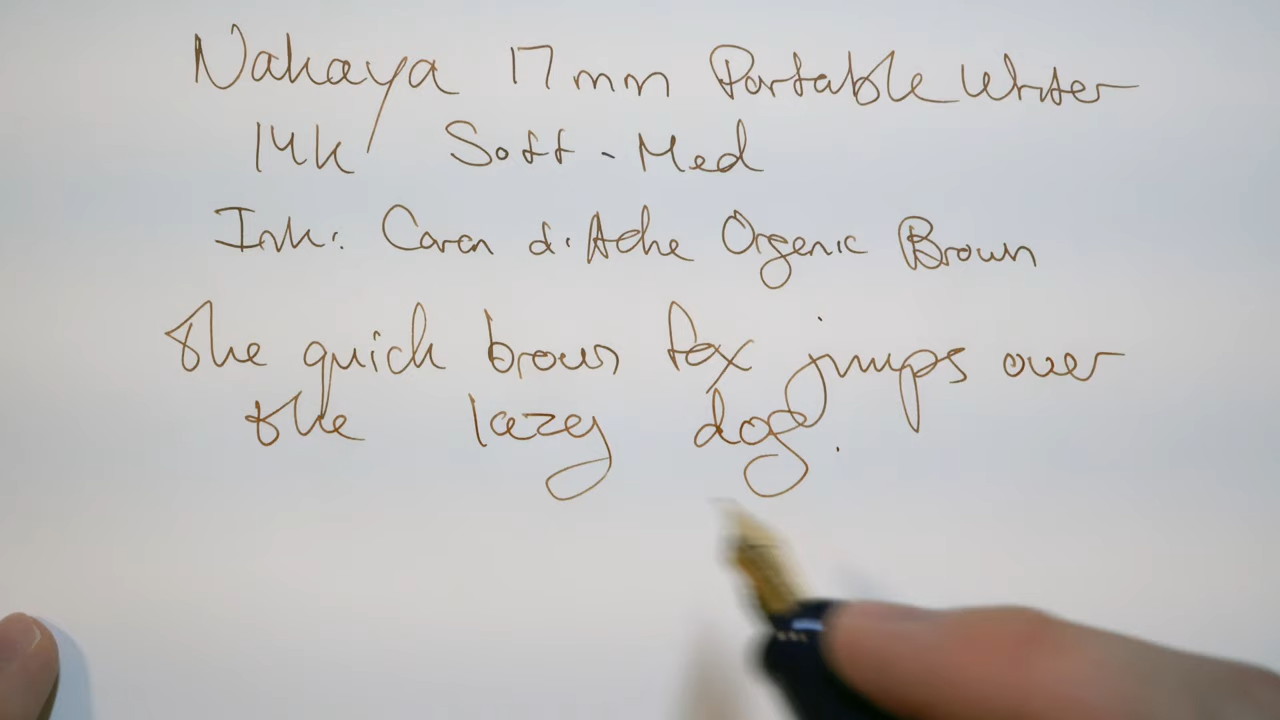 Nakaya 17mm Portable Writer
14k Soft-Med
Ink: Caran d'Ache Organic Brown
The quick brown fox jumps over
the lazy dog.